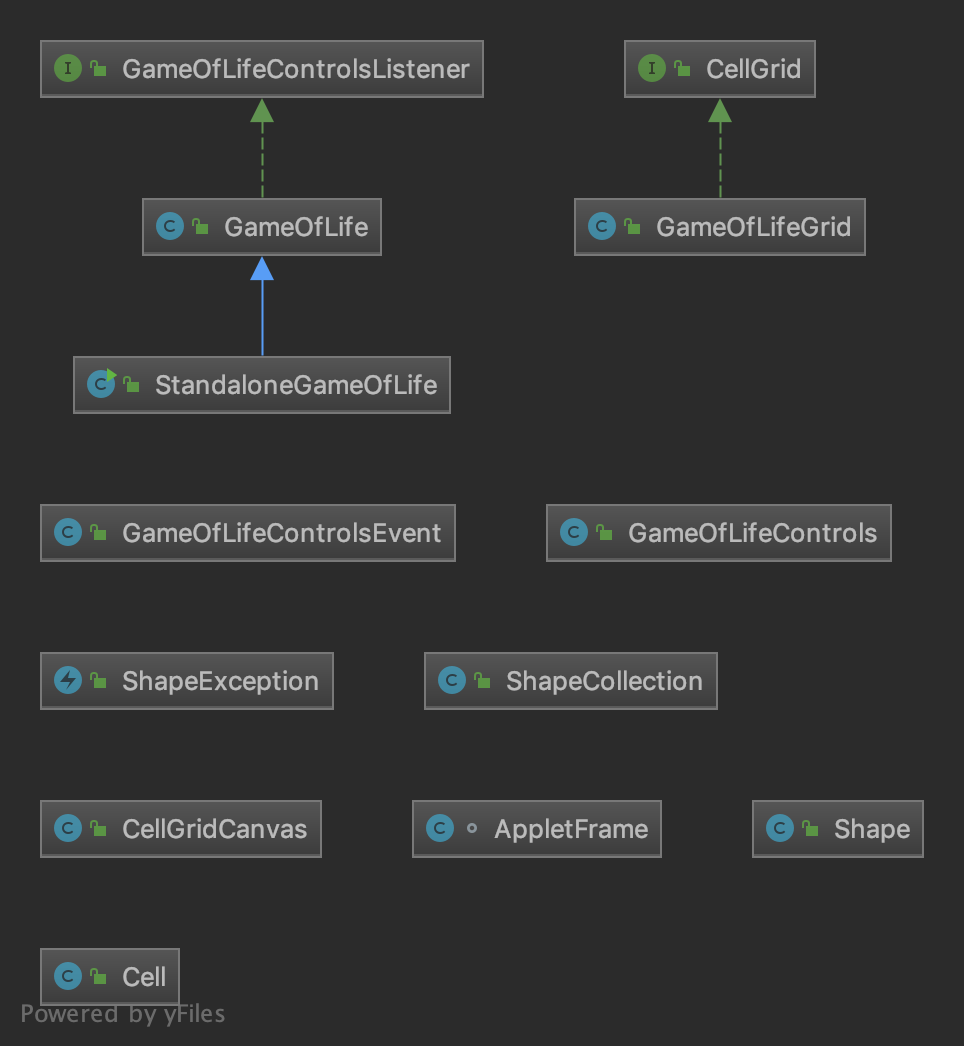 I GameOfLifeControlsListener
I CellGrid
C GameOfLife
C GameOfLifeGrid
C StandaloneGameOfLife
C GameOfLifeControlsEvent
C GameOfLifeControls
ShapeException
C ShapeCollection
C CellGridCanvas
C AppletFrame
C Shape
C Cell
Powered by yFiles